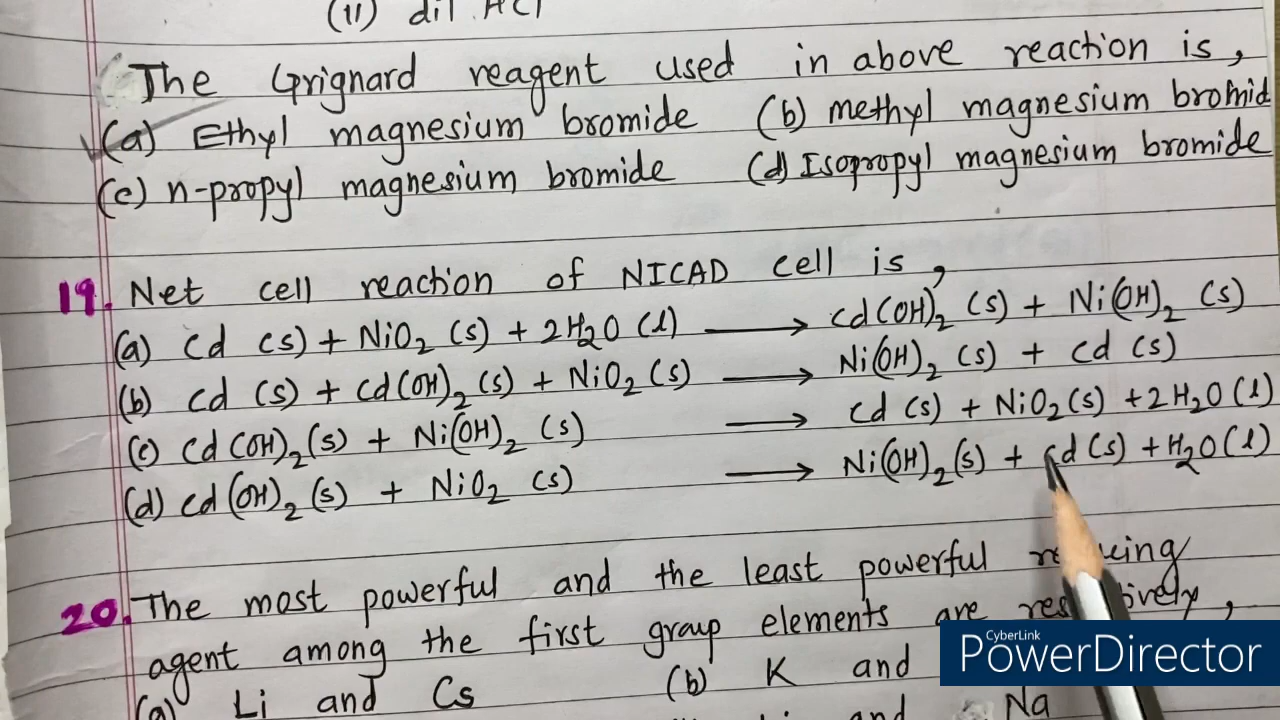 (11) dil HCl
The Grignard reagent used in above reaction is,
(a) Ethyl magnesium bromide (b) methyl magnesium bromid
(c) n-propyl magnesium bromide (d) Isopropyl magnesium bromide
19. Net cell reaction of NICAD cell is,
(a) Cd (s) + NiO₂ (s) + 2H₂O (l) ⟶ Cd(OH)₂ (s) + Ni(OH)₂ (s)
(b) Cd (s) + Cd(OH)₂ (s) + NiO₂ (s) ⟶ Ni(OH)₂ (s) + Cd (s)
(c) Cd(OH)₂ (s) + Ni(OH)₂ (s) ⟶ Cd (s) + NiO₂ (s) + 2H₂O (l)
(d) Cd(OH)₂ (s) + NiO₂ (s) ⟶ Ni(OH)₂ (s) + Cd (s) + H₂O (l)
20. The most powerful and the least powerful
agent among the first group elements are
(a) Li and Cs (b) K and
and Na
CyberLink
PowerDirector